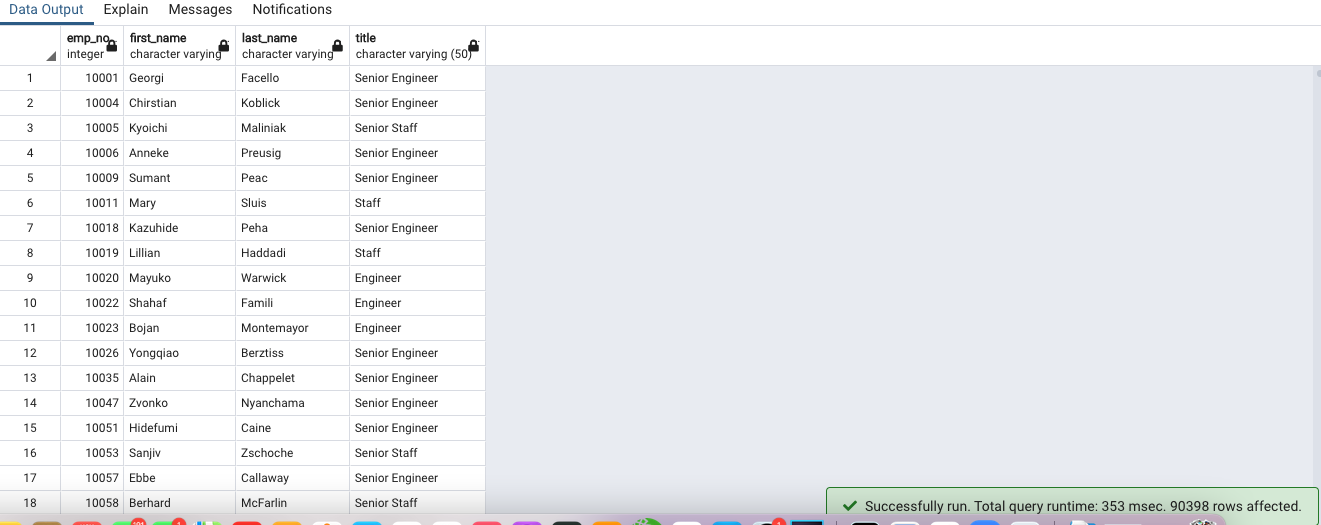 Data Output Explain Messages Notifications
emp_no first_name last_name title
integer character varying character varying character varying (50)
1 10001 Georgi Facello Senior Engineer
2 10004 Chirstian Koblick Senior Engineer
3 10005 Kyoichi Maliniak Senior Staff
4 10006 Anneke Preusig Senior Engineer
5 10009 Sumant Peac Senior Engineer
6 10011 Mary Sluis Staff
7 10018 Kazuhide Peha Senior Engineer
8 10019 Lillian Haddadi Staff
9 10020 Mayuko Warwick Engineer
10 10022 Shahaf Famili Engineer
11 10023 Bojan Montemayor Engineer
12 10026 Yongqiao Berztiss Senior Engineer
13 10035 Alain Chappelet Senior Engineer
14 10047 Zvonko Nyanchama Senior Engineer
15 10051 Hidefumi Caine Senior Engineer
16 10053 Sanjiv Zschoche Senior Staff
17 10057 Ebbe Callaway Senior Engineer
18 10058 Berhard McFarlin Senior Staff
Successfully run. Total query runtime: 353 msec. 90398 rows affected.